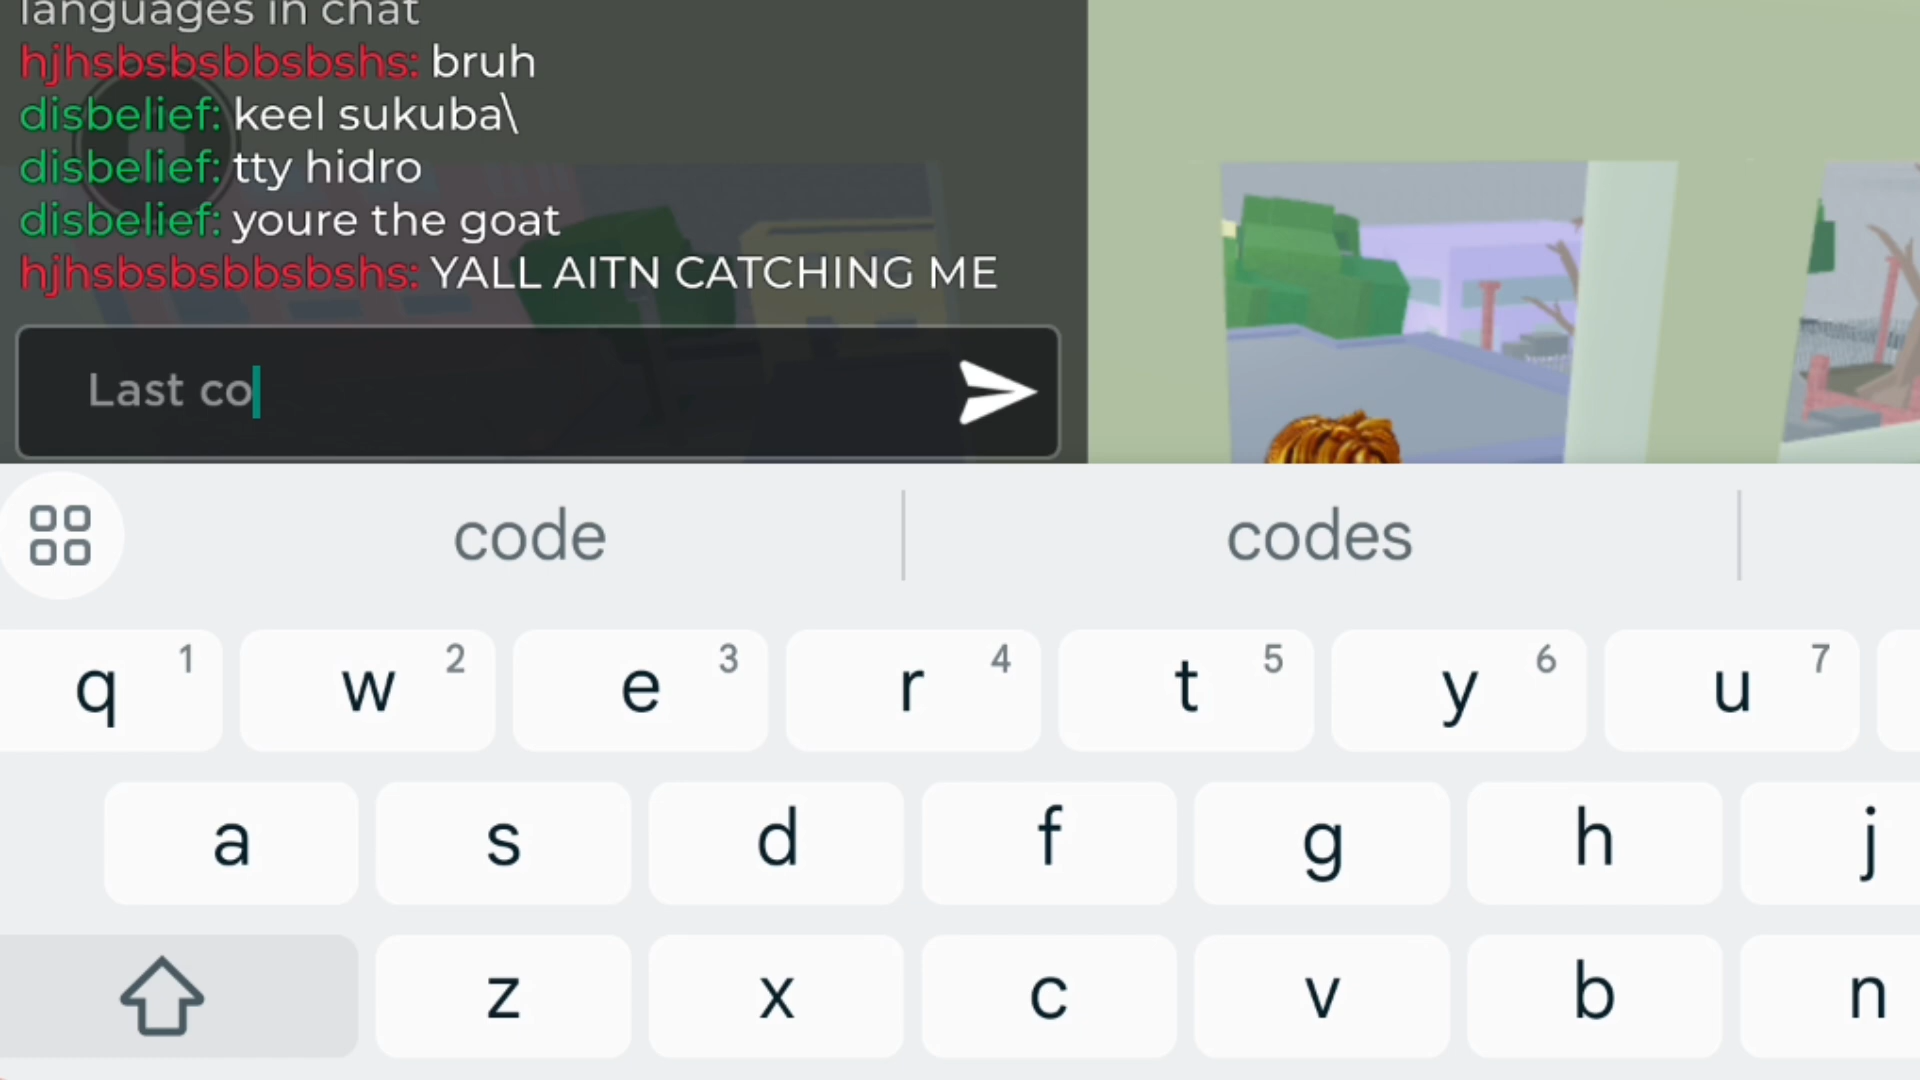 languages in chat
hjhsbsbsbbsbshs: bruh
disbelief: keel sukuba\
disbelief: tty hidro
disbelief: youre the goat
hjhsbsbsbbsbshs: YALL AITN CATCHING ME
Last co
code codes
q 1 w 2 e 3 r 4 t 5 y 6 u 7
a s d f g h j
z x c v b n